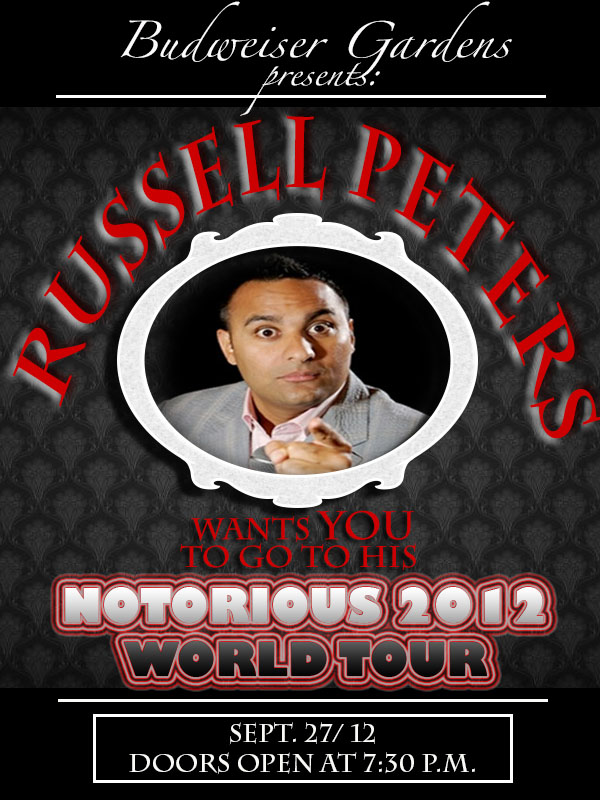 Budweiser Gardens
presents:
RUSSELL PETERS
WANTS YOU
TO GO TO HIS
NOTORIOUS 2012
WORLD TOUR
SEPT. 27/ 12
DOORS OPEN AT 7:30 P.M.